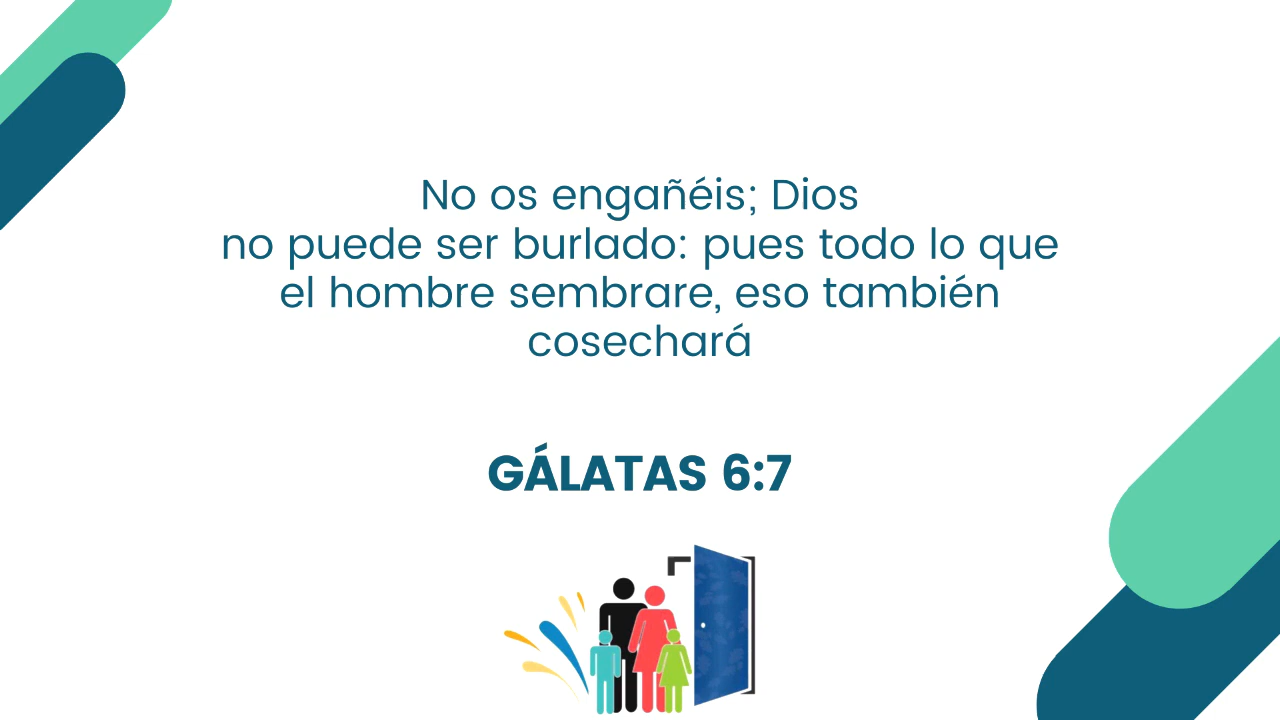 No os engañéis; Dios
no puede ser burlado: pues todo lo que
el hombre sembrare, eso también
cosechará
GÁLATAS 6:7